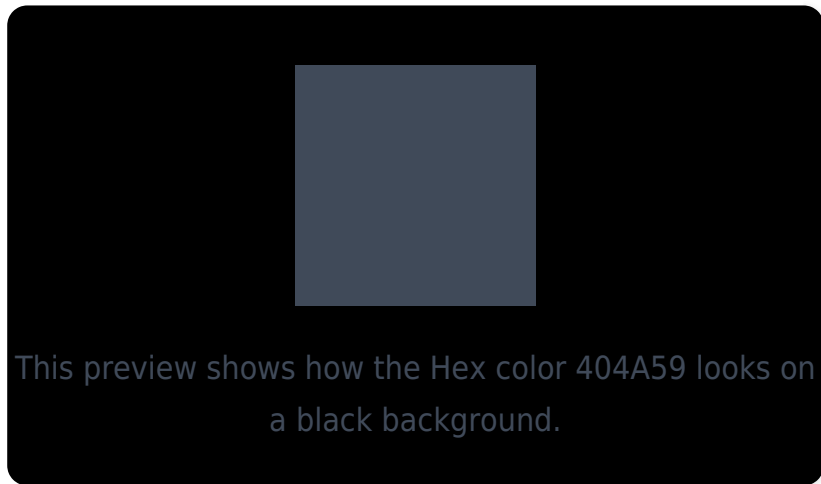 This preview shows how the Hex color 404A59 looks on
a black background.